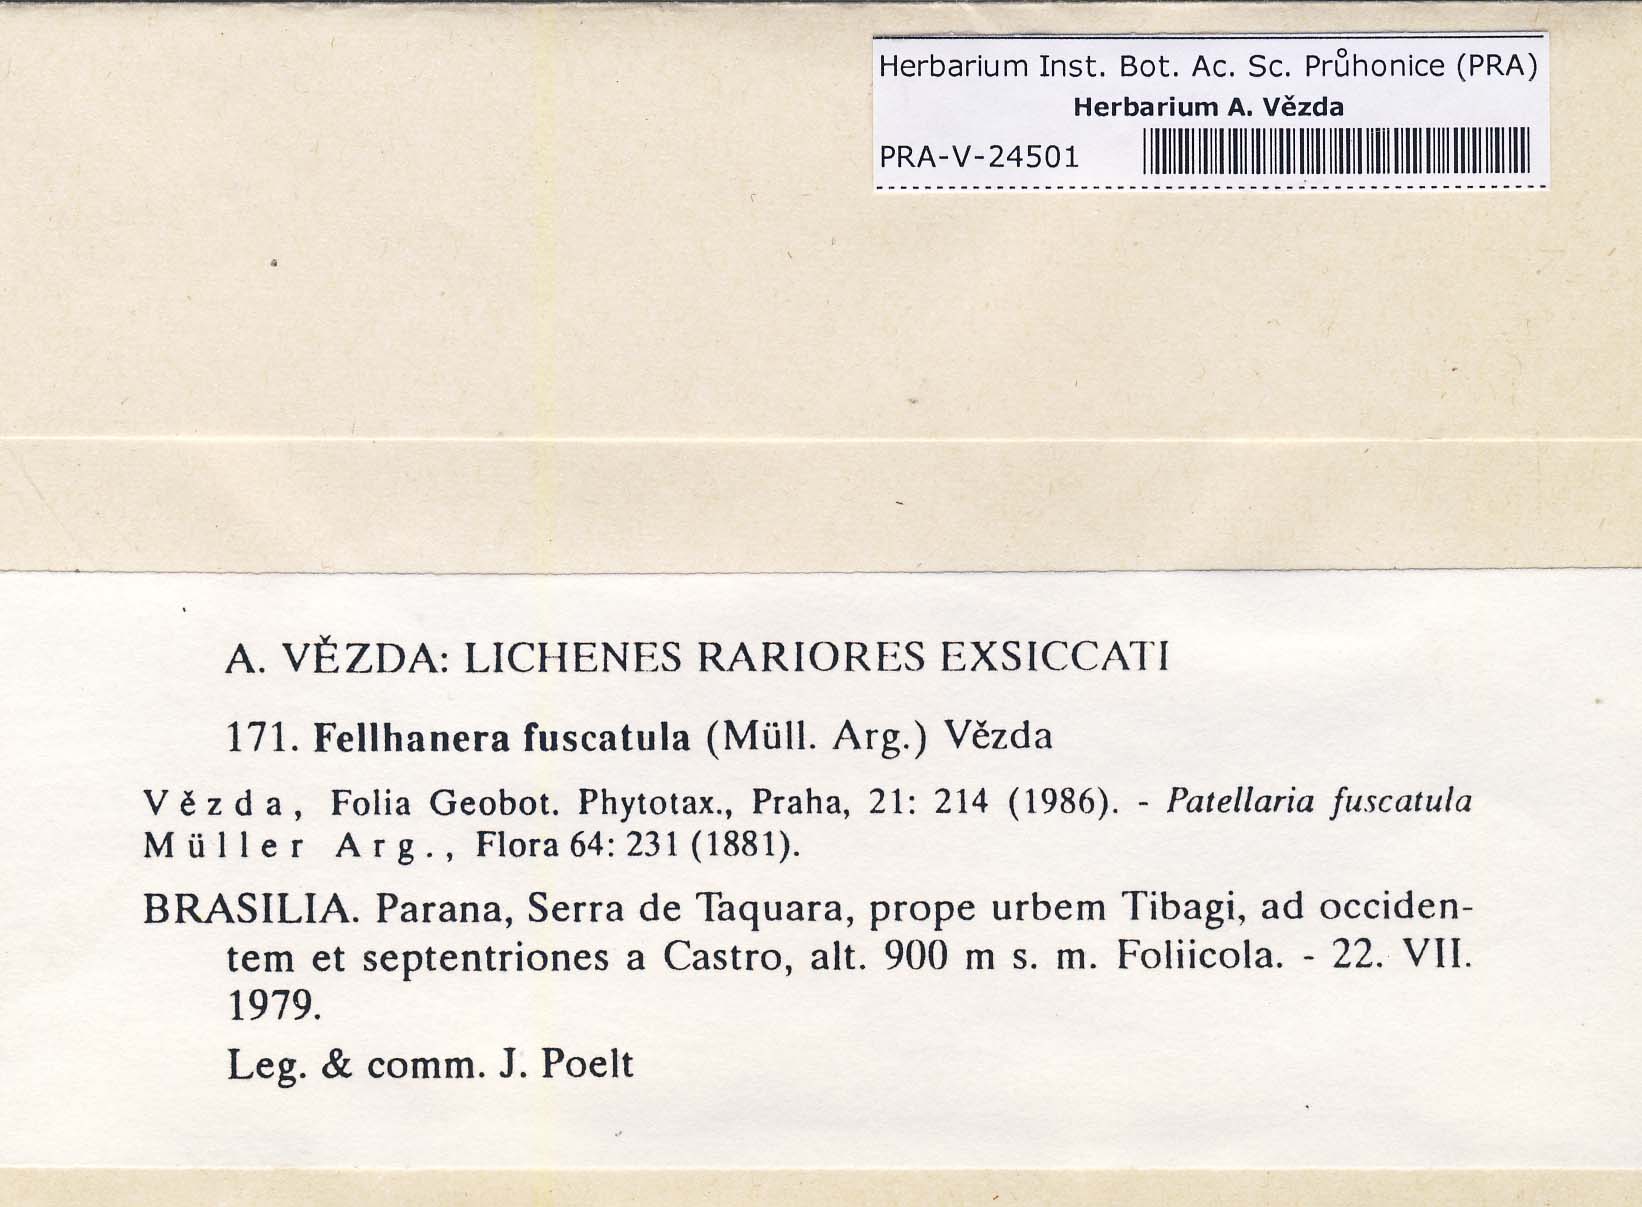 Herbarium Inst. Bot. Ac. Sc. Průhonice (PRA)
Herbarium A. Vězda
PRA-V-24501
A. VĚZDA: LICHENES RARIORES EXSICCATI
171. Fellhanera fuscatula (Müll. Arg.) Vězda
Vězda, Folia Geobot. Phytotax., Praha, 21: 214 (1986). - Patellaria fuscatula
Müller Arg., Flora 64: 231 (1881).
BRASILIA. Parana, Serra de Taquara, prope urbem Tibagi, ad occiden-
tem et septentriones a Castro, alt. 900 m s. m. Foliicola. - 22. VII.
1979.
Leg. & comm. J. Poelt